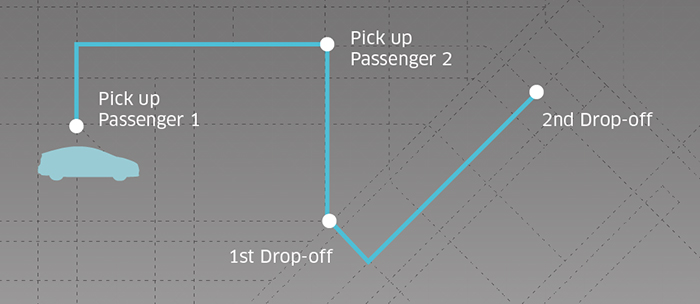 Pick up
Passenger 2
Pick up
Passenger 1
2nd Drop-off
1st Drop-off